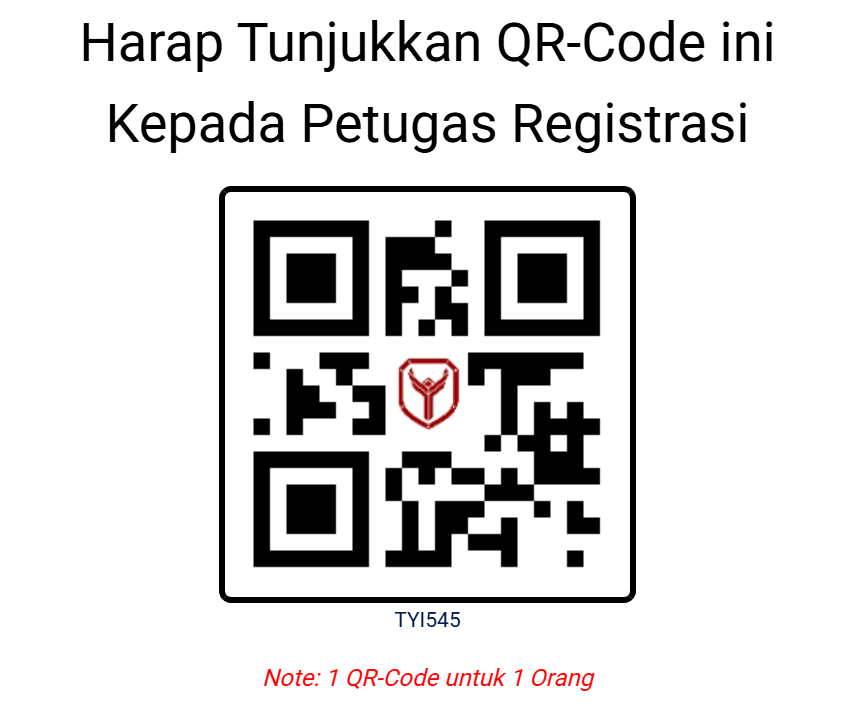 Harap Tunjukkan QR-Code ini
Kepada Petugas Registrasi
TYI545
Note: 1 QR-Code untuk 1 Orang